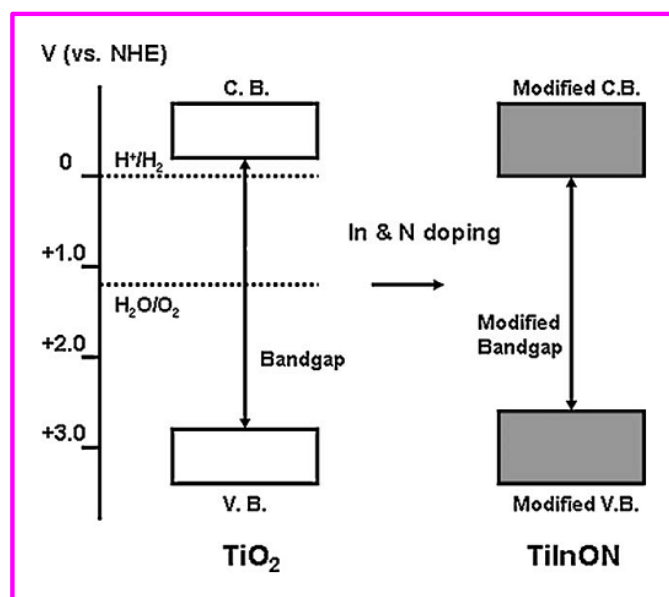 V (vs. NHE)
C. B.
Modified C.B.
0
H⁺/H₂
In & N doping
+1.0
H₂O/O₂
Modified
Bandgap
+2.0
Bandgap
+3.0
V. B.
Modified V.B.
TiO₂
TiInON